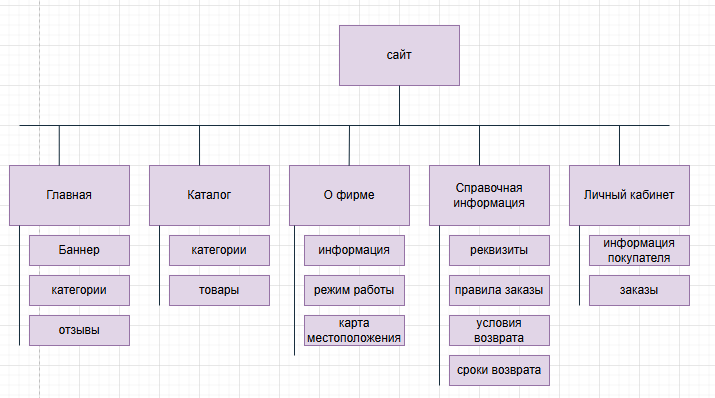 сайт
Главная
Каталог
О фирме
Справочная
информация
Личный кабинет
Баннер
категории
отзывы
категории
товары
информация
режим работы
карта
местоположения
реквизиты
правила заказы
условия
возврата
сроки возврата
информация
покупателя
заказы